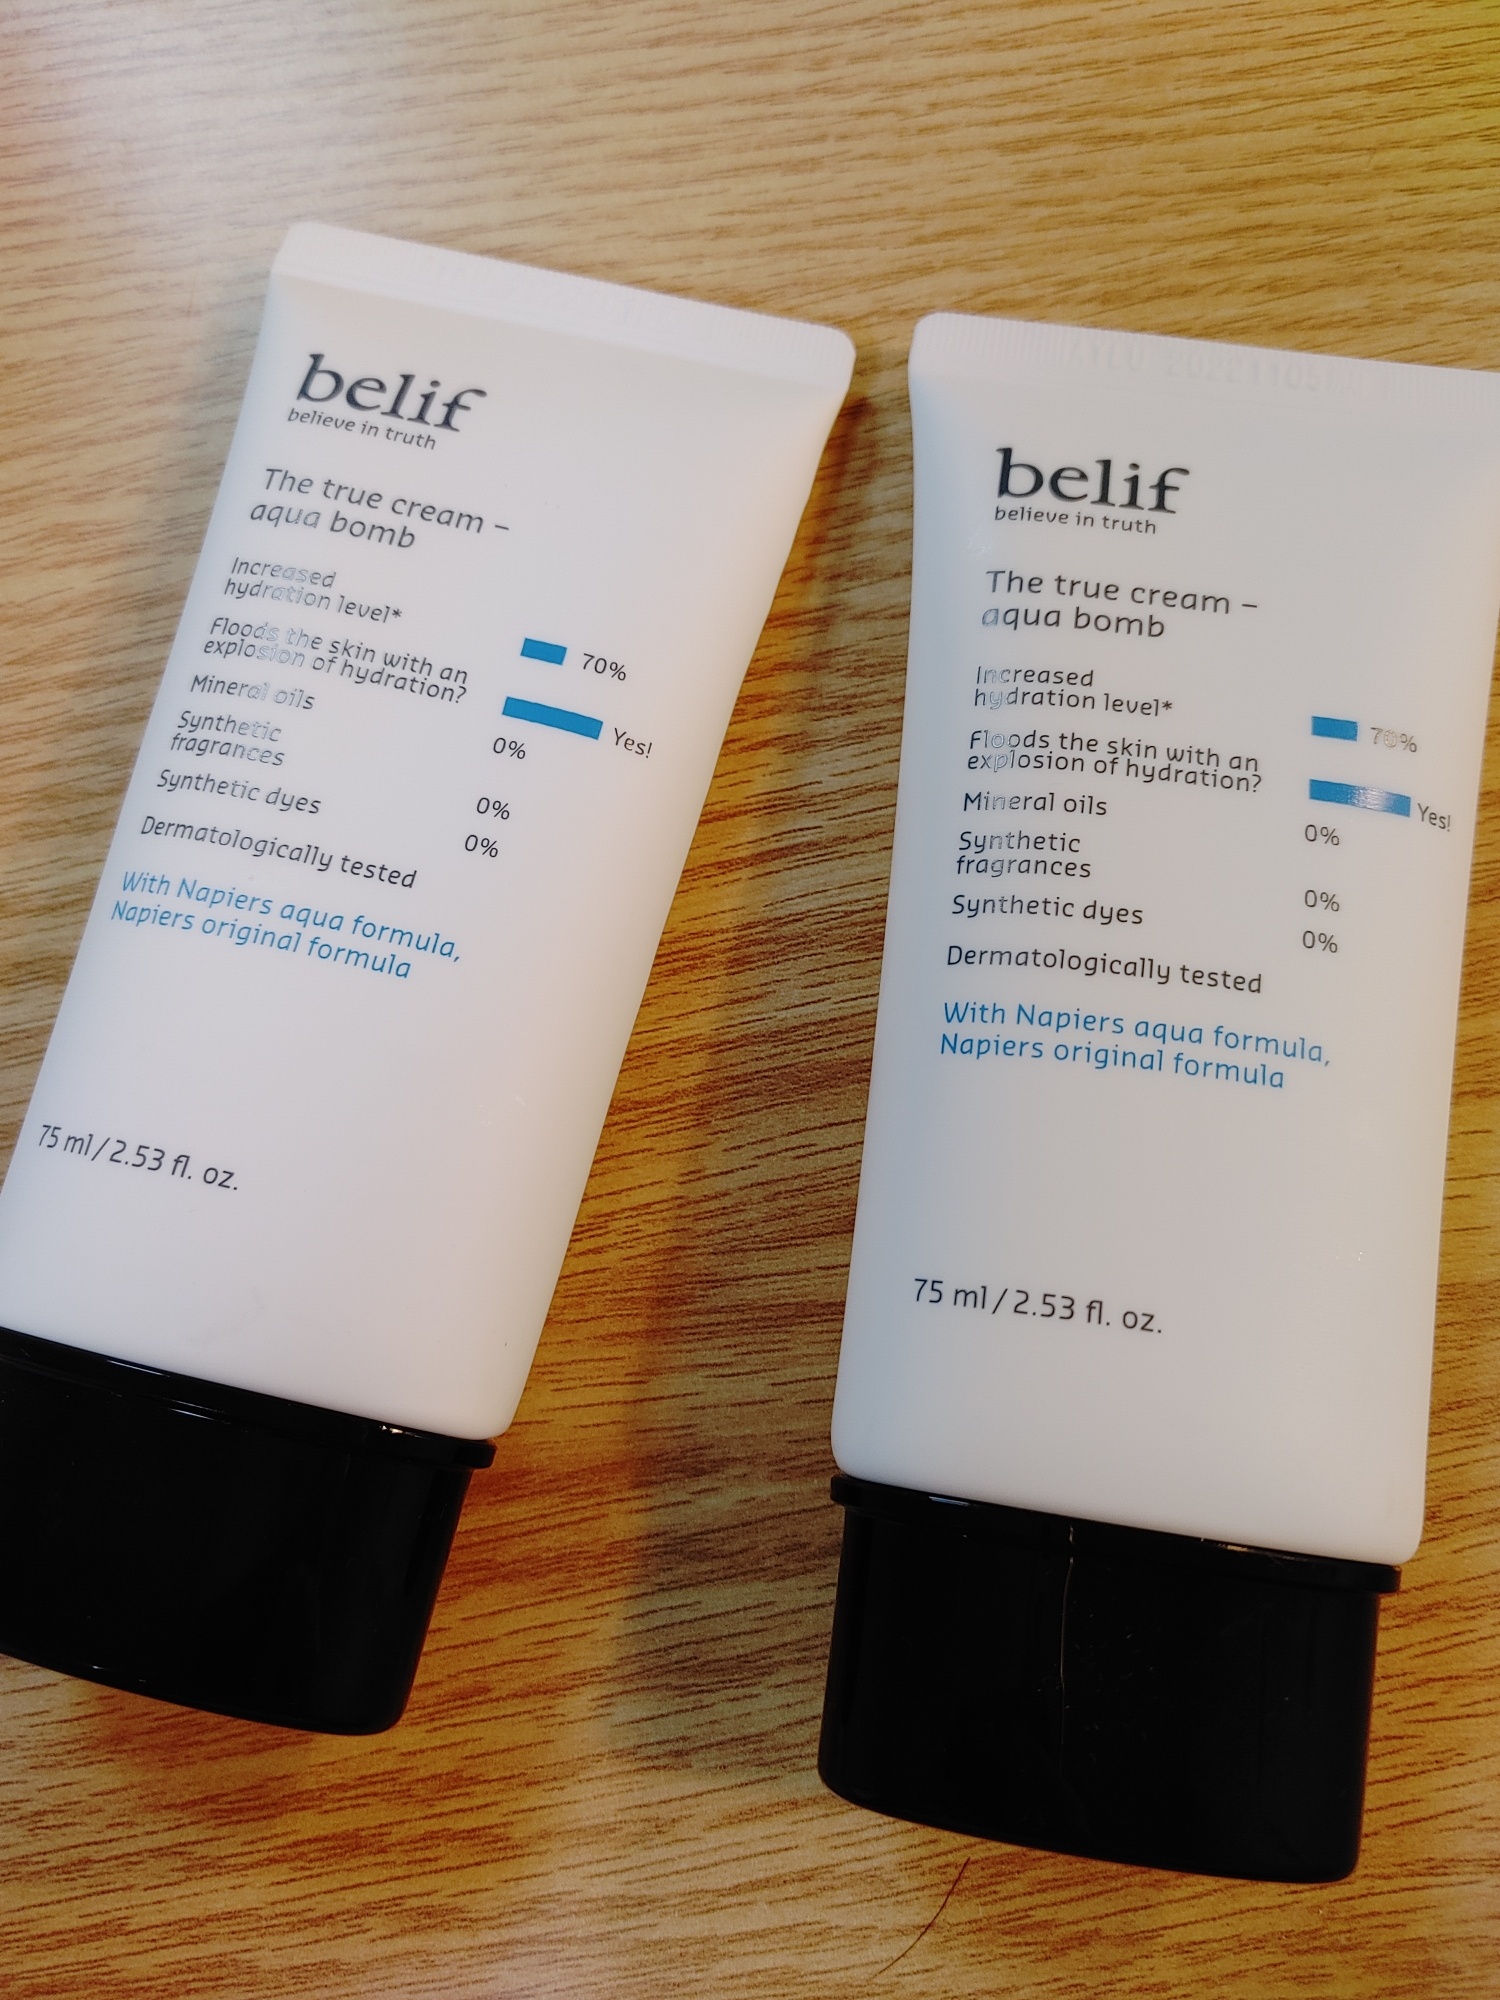 belif
believe in truth
The true cream –
aqua bomb
Increased
hydration level*
70%
Floods the skin with an
explosion of hydration?
Yes!
Mineral oils
0%
Synthetic
fragrances
0%
Synthetic dyes
0%
Dermatologically tested
With Napiers aqua formula,
Napiers original formula
75 ml / 2.53 fl. oz.
belif
believe in truth
The true cream –
aqua bomb
Increased
hydration level*
70%
Floods the skin with an
explosion of hydration?
Yes!
Mineral oils
0%
Synthetic
fragrances
0%
Synthetic dyes
0%
Dermatologically tested
With Napiers aqua formula,
Napiers original formula
75 ml / 2.53 fl. oz.